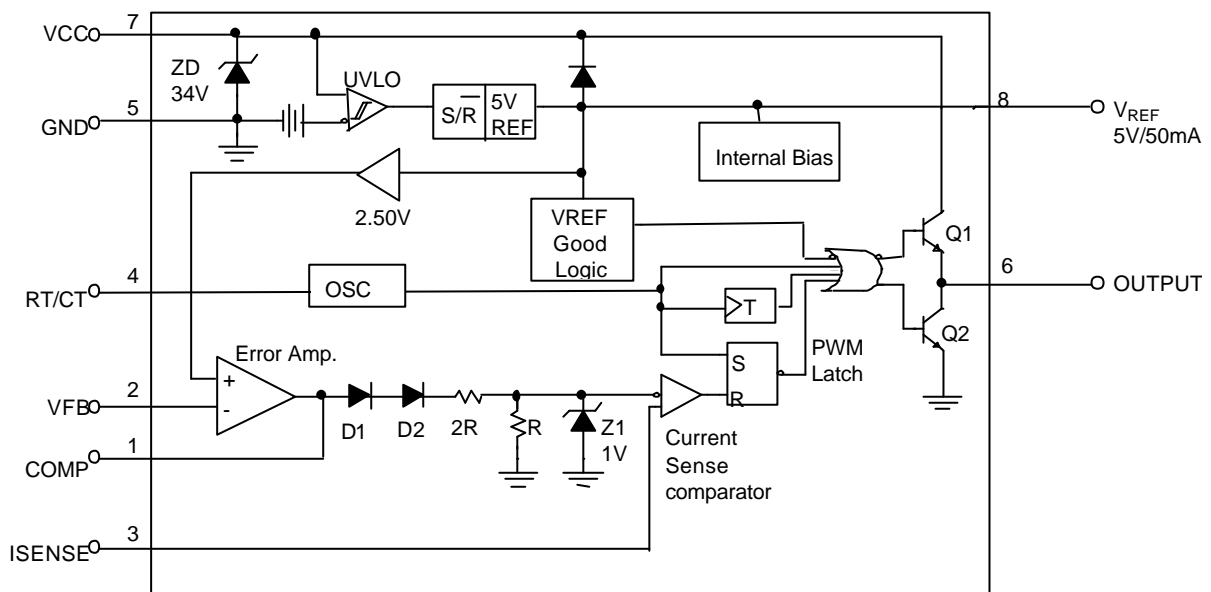 7
VCC
ZD
34V
UVLO
S/R
5V
REF
5
GND
8
VREF
5V/50mA
Internal Bias
2.50V
VREF
Good
Logic
Q1
4
RT/CT
OSC
6
OUTPUT
T
Q2
Error Amp.
S
R
PWM
Latch
+
-
2
VFB
D1
D2
2R
R
Z1
1V
Current
Sense
comparator
1
COMP
3
ISENSE